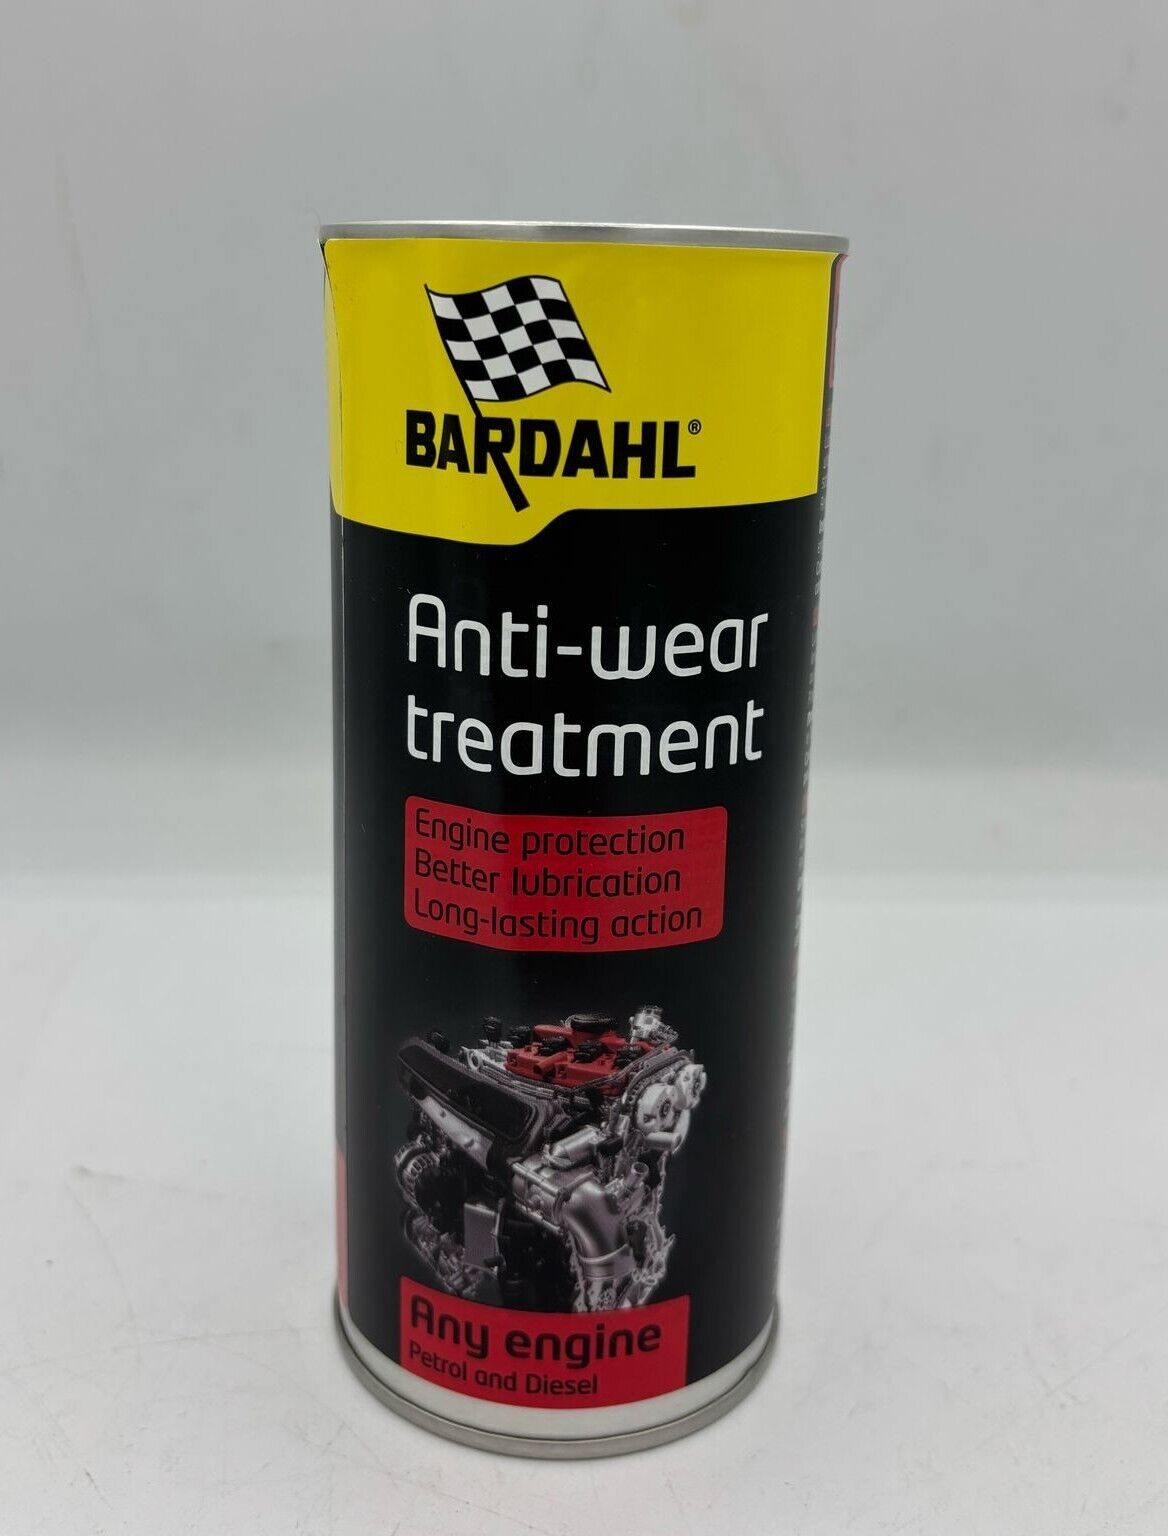 BARDAHL®
Anti-wear
treatment
Engine protection
Better lubrication
Long-lasting action
Any engine
Petrol and Diesel